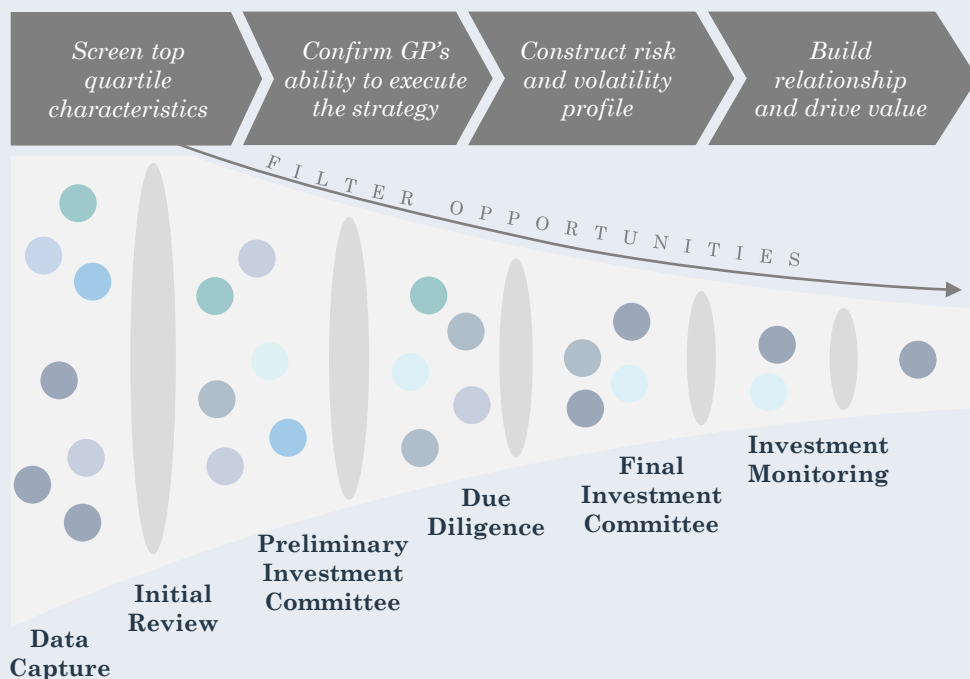 Screen top
quartile
characteristics
Confirm GP's
ability to execute
the strategy
Construct risk
and volatility
profile
Build
relationship
and drive value
FILTER OPPORTUNITIES
Data
Capture
Initial
Review
Preliminary
Investment
Committee
Due
Diligence
Final
Investment
Committee
Investment
Monitoring